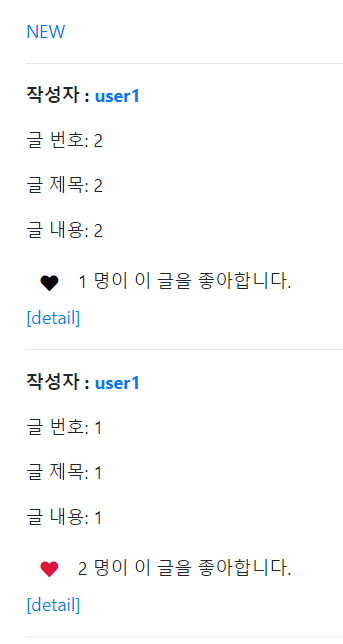 NEW
작성자 : user1
글 번호: 2
글 제목: 2
글 내용: 2
1 명이 이 글을 좋아합니다.
[detail]
작성자 : user1
글 번호: 1
글 제목: 1
글 내용: 1
2 명이 이 글을 좋아합니다.
[detail]